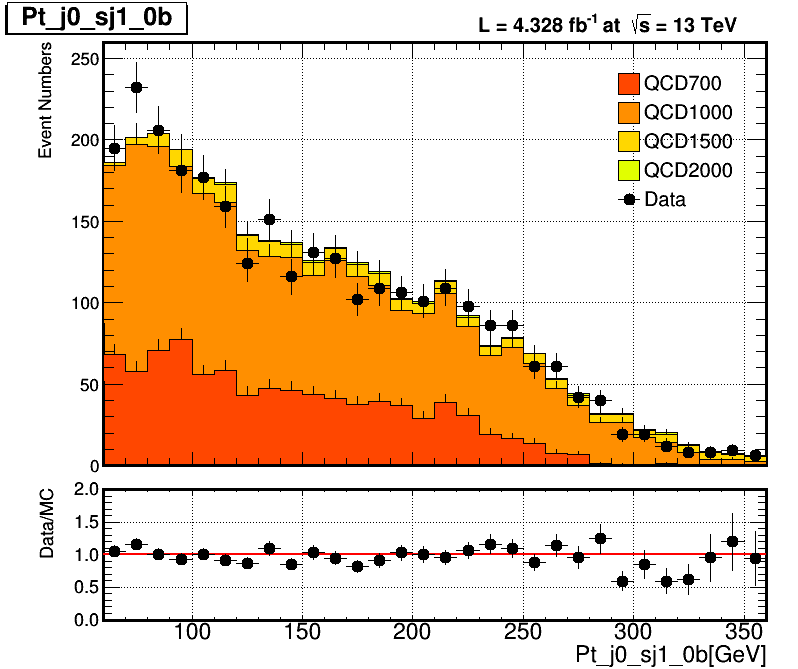 Pt_j0_sj1_0b
L = 4.328 fb-1 at √s = 13 TeV
Event Numbers
250
200
150
100
50
0
QCD700
QCD1000
QCD1500
QCD2000
Data
Data/MC
2.0
1.5
1.0
0.5
0.0
100
150
200
250
300
350
Pt_j0_sj1_0b[GeV]